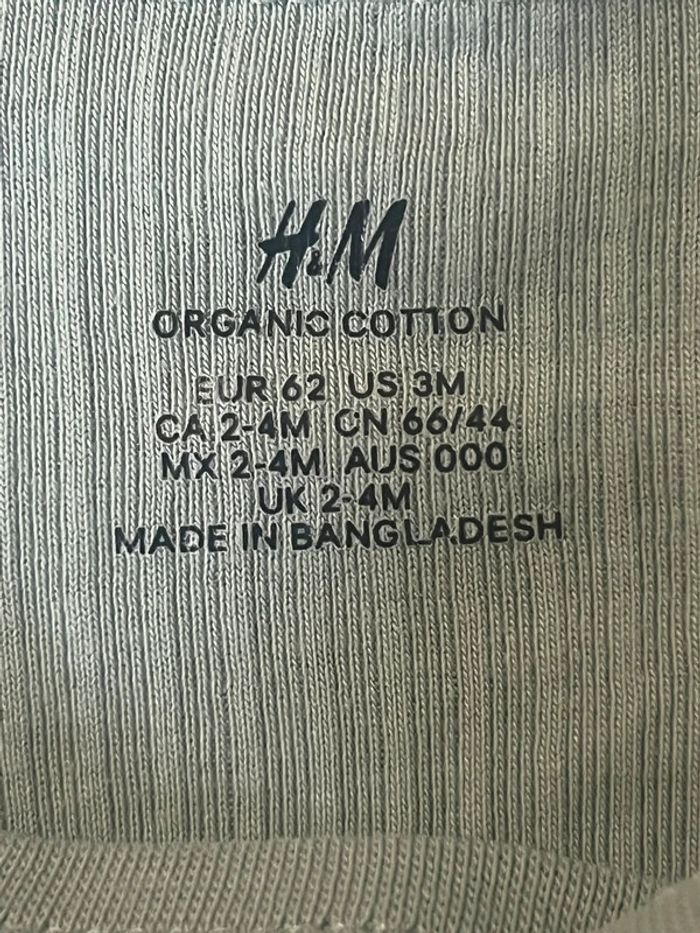 H&M
ORGANIC COTTON
EUR 62 US 3M
CA 2-4M CN 66/44
MX 2-4M AUS 000
UK 2-4M
MADE IN BANGLADESH